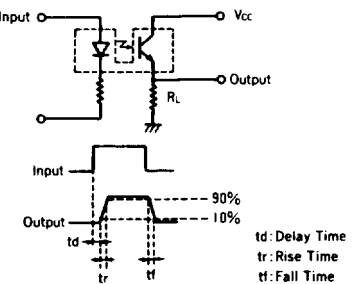 Input
Vcc
Output
RL
Input
90%
10%
Output
td
tr
tf
td: Delay Time
tr: Rise Time
tf: Fall Time